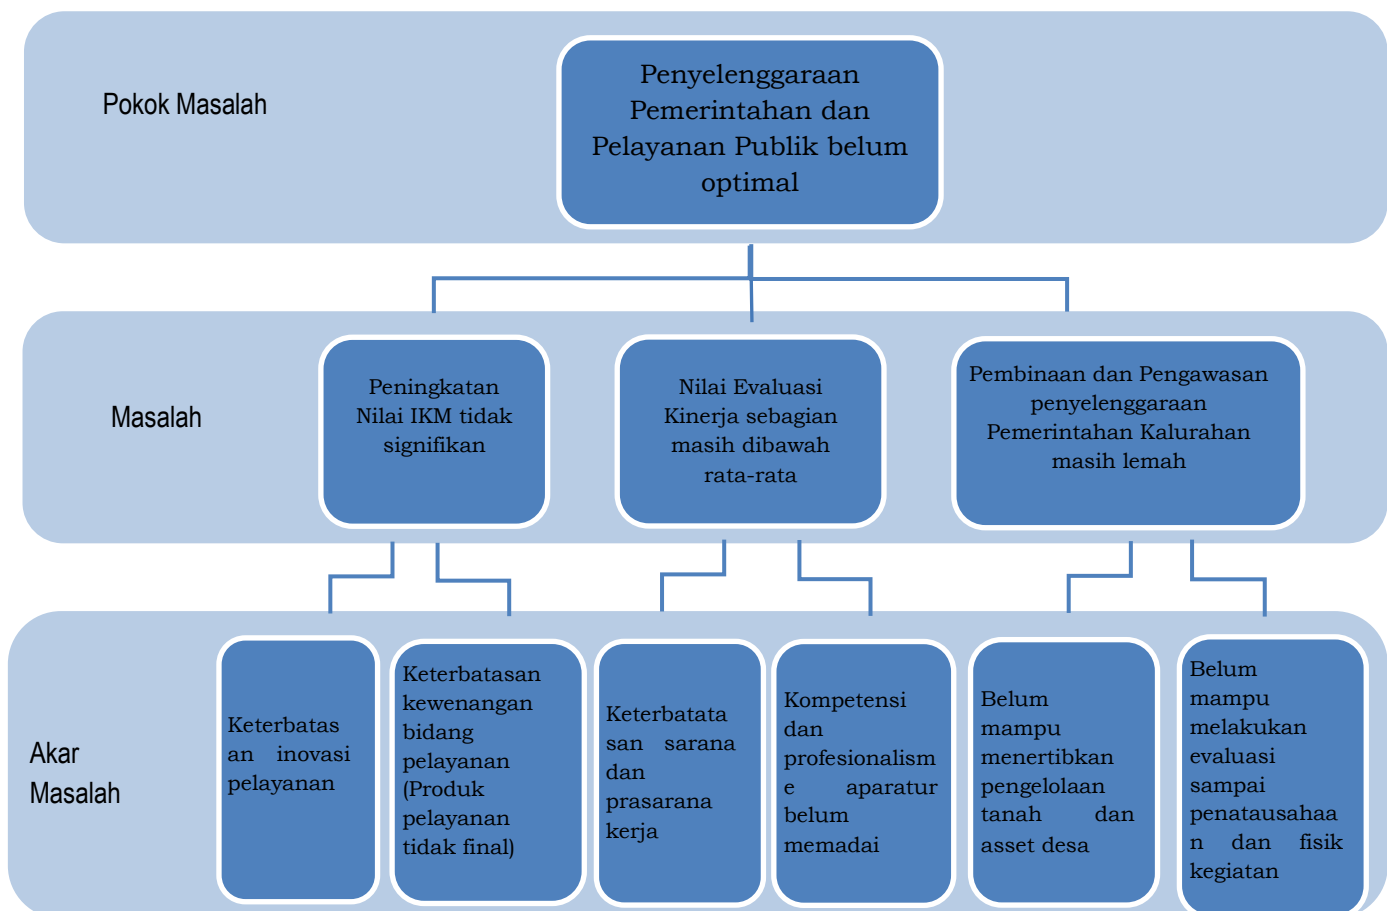 Pokok Masalah
Penyelenggaraan
Pemerintahan dan
Pelayanan Publik belum
optimal
Masalah
Peningkatan
Nilai IKM tidak
signifikan
Nilai Evaluasi
Kinerja sebagian
masih dibawah
rata-rata
Pembinaan dan Pengawasan
penyelenggaraan
Pemerintahan Kalurahan
masih lemah
Akar
Masalah
Keterbatas
an inovasi
pelayanan
Keterbatasan
kewenangan
bidang
pelayanan
(Produk
pelayanan
tidak final)
Keterbatata
san sarana
dan
prasarana
kerja
Kompetensi
dan
profesionalism
e aparatur
belum
memadai
Belum
mampu
menertibkan
pengelolaan
tanah dan
asset desa
Belum
mampu
melakukan
evaluasi
sampai
penatausahaa
n dan fisik
kegiatan